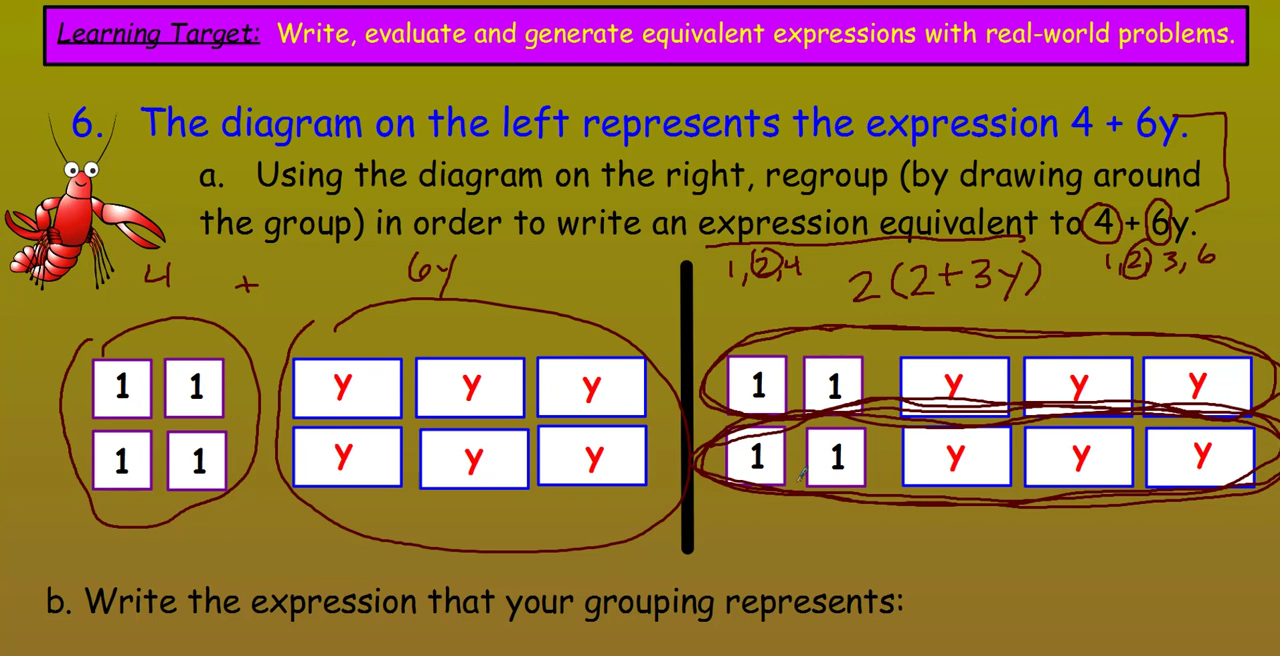 Learning Target: Write, evaluate and generate equivalent expressions with real-world problems.
6. The diagram on the left represents the expression 4 + 6y.
a. Using the diagram on the right, regroup (by drawing around
the group) in order to write an expression equivalent to 4 + 6y.
4 + 6y
1, 2, 4 2(2+3y) 1, 2, 3, 6
1 1 y y y
1 1 y y y
1 1 y y y
1 1 y y y
b. Write the expression that your grouping represents: